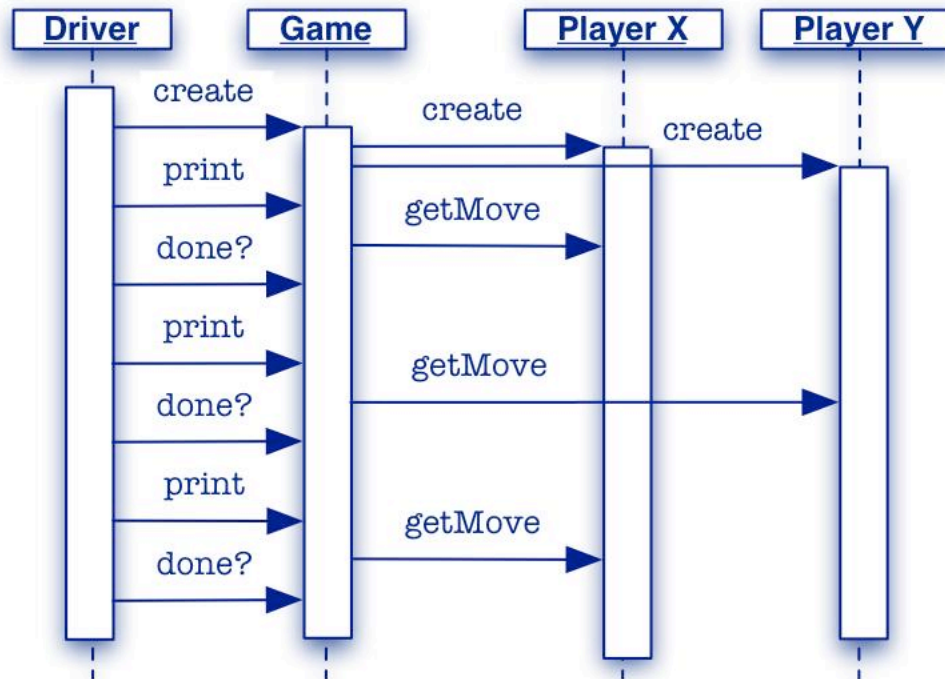 Driver Game Player X Player Y
create
create
create
print
getMove
done?
print
getMove
done?
print
getMove
done?